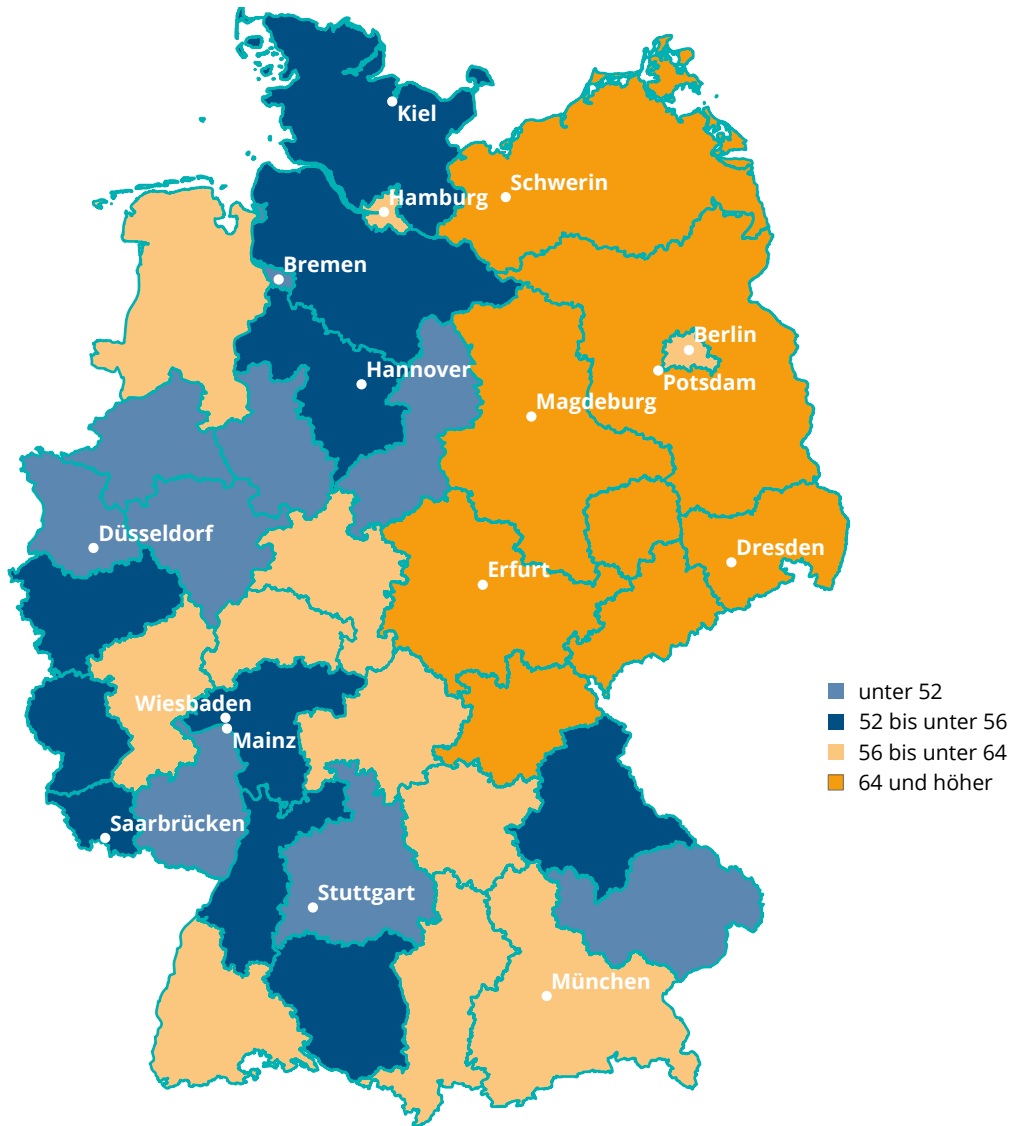 Kiel
Schwerin
Hamburg
Bremen
Berlin
Hannover
Potsdam
Magdeburg
Düsseldorf
Dresden
Erfurt
unter 52
Wiesbaden
52 bis unter 56
Mainz
56 bis unter 64
64 und höher
Saarbrücken
Stuttgart
München